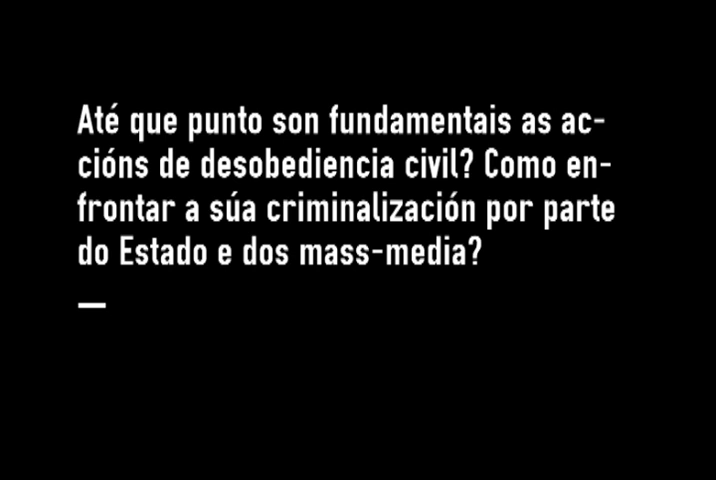 Até que punto son fundamentais as ac-
cións de desobediencia civil? Como en-
frontar a súa criminalización por parte
do Estado e dos mass-media?